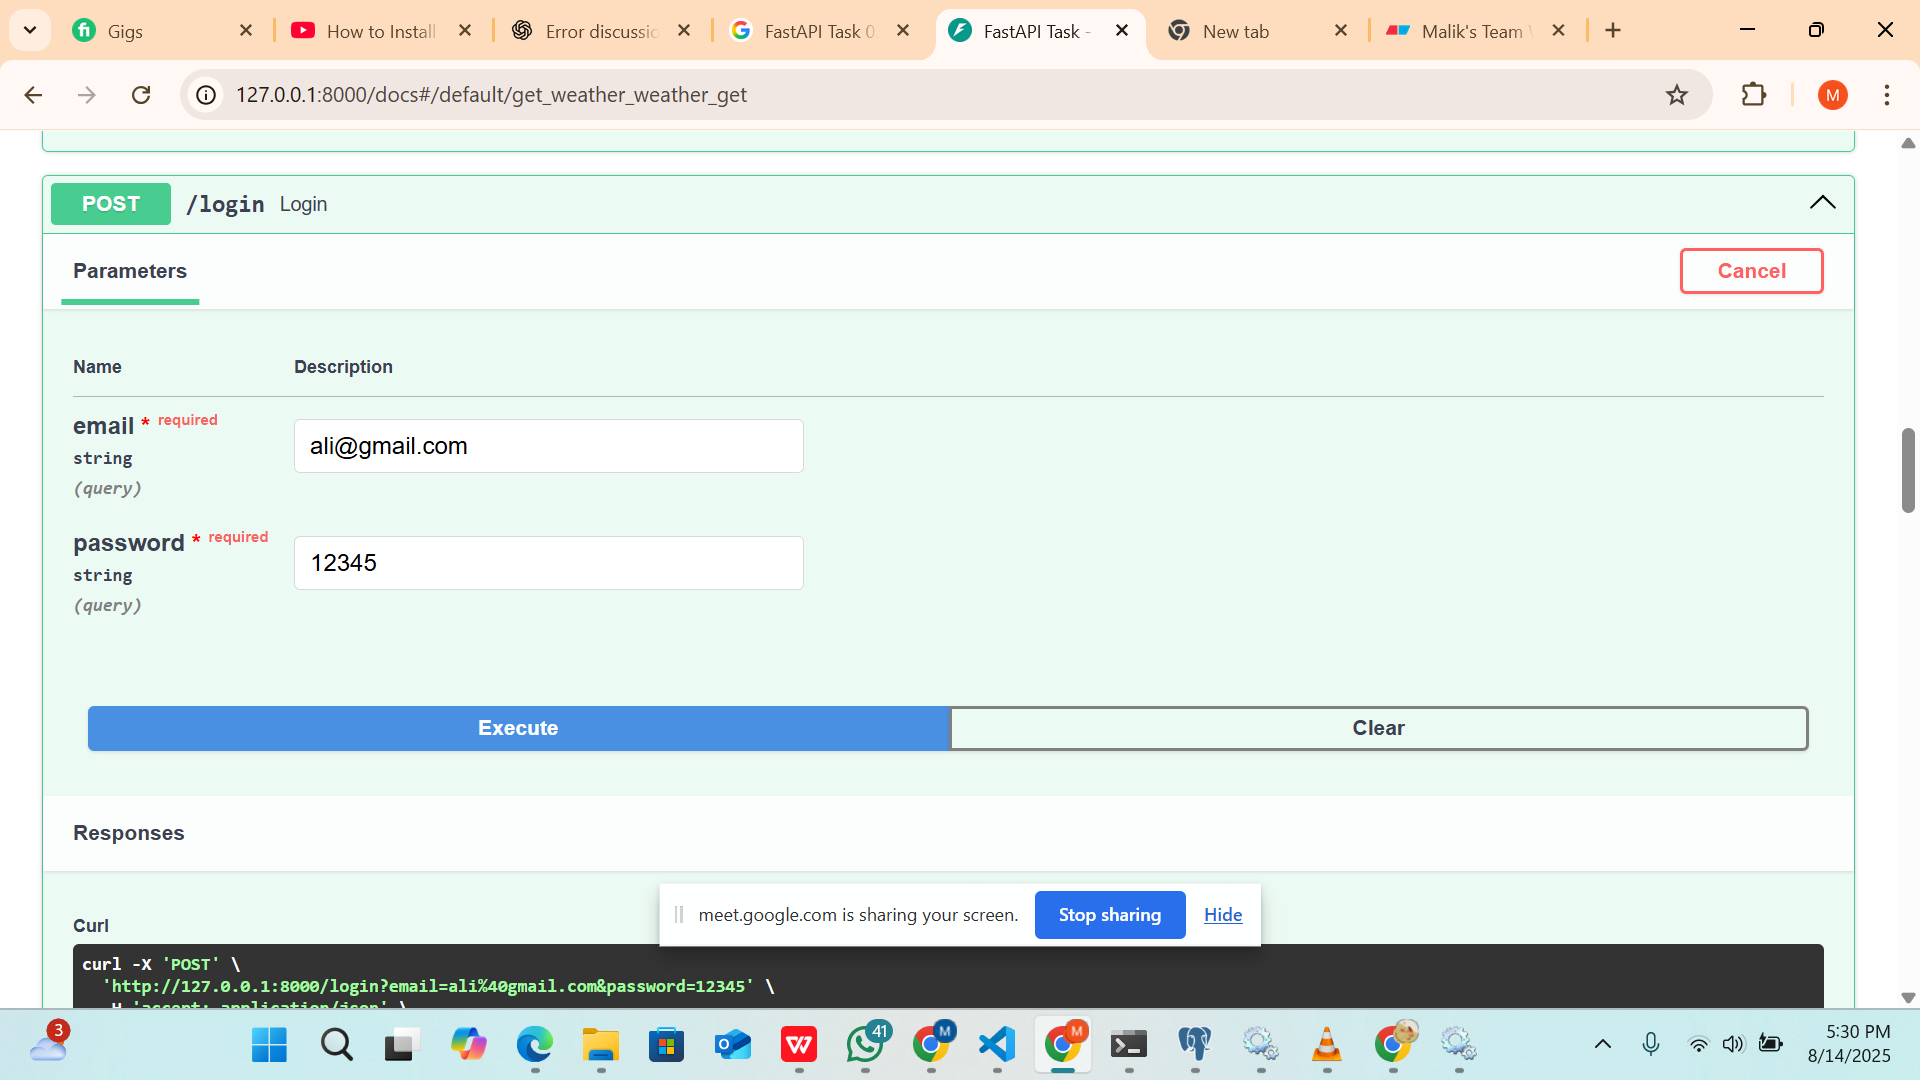 Gigs
How to Install
Error discussio
FastAPI Task 0
FastAPI Task -
New tab
Malik's Team
127.0.0.1:8000/docs#/default/get_weather_weather_get
M
POST /login Login
Parameters
Cancel
Name Description
email * required
string
(query)
ali@gmail.com
password * required
string
(query)
12345
Execute
Clear
Responses
meet.google.com is sharing your screen.
Stop sharing
Hide
Curl
curl -X 'POST' \
'http://127.0.0.1:8000/login?email=ali%40gmail.com&password=12345' \
-H 'accept: application/json' \
3
41
M
M
5:30 PM
8/14/2025